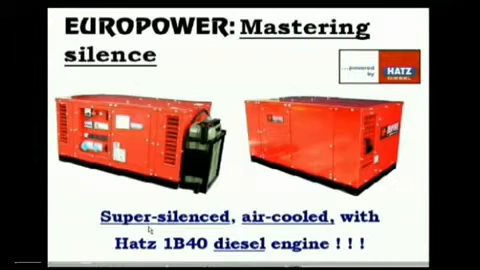 EUROPOWER: Mastering
silence
...powered
by
HATZ
DIESEL
Super-silenced, air-cooled, with
Hatz 1B40 diesel engine ! ! !